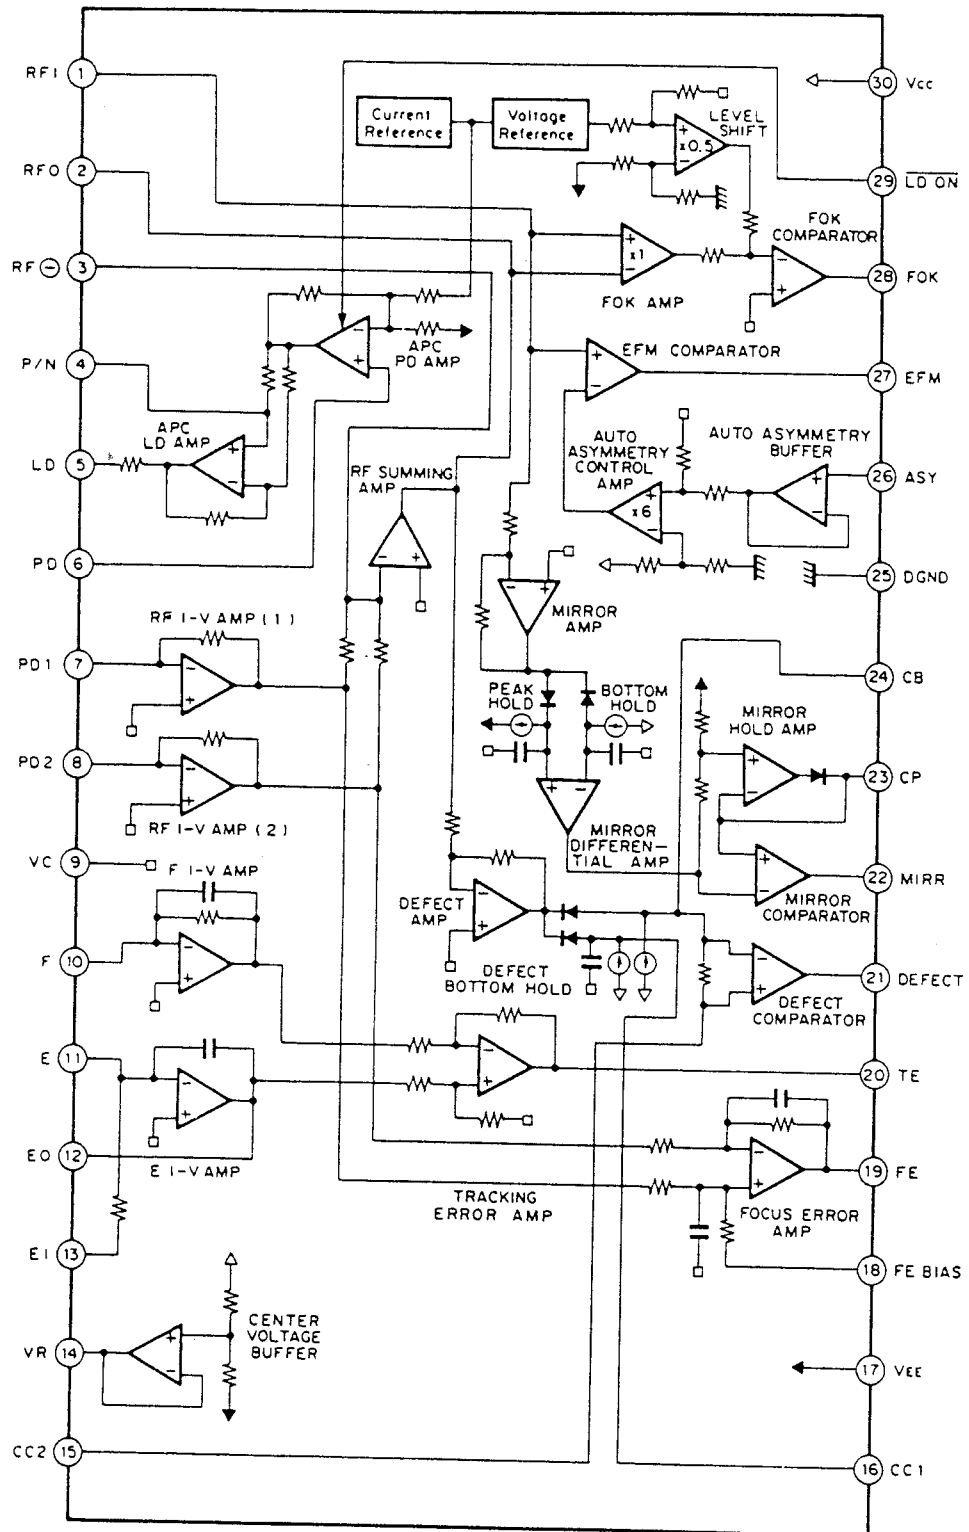 RFI 1
RFO 2
RF ⊖ 3
P/N 4
LD 5
PD 6
PD1 7
PD2 8
VC 9
F 10
E 11
EO 12
EI 13
VR 14
CC2 15
30 Vcc
29 LD ON
28 FOK
27 EFM
26 ASY
25 DGND
24 CB
23 CP
22 MIRR
21 DEFECT
20 TE
19 FE
18 FE BIAS
17 VEE
16 CC1
Current
Reference
Voltage
Reference
LEVEL
SHIFT
+
×0.5
−
FOK
COMPARATOR
−
+
+
×1
−
FOK AMP
−
+
APC
PD AMP
EFM COMPARATOR
+
−
APC
LD AMP
+
−
RF SUMMING
AMP
−
+
AUTO
ASYMMETRY
CONTROL
AMP
+
×6
−
AUTO ASYMMETRY
BUFFER
+
−
−
+
MIRROR
AMP
RF I-V AMP (1)
−
+
RF I-V AMP (2)
−
+
PEAK
HOLD
BOTTOM
HOLD
MIRROR
HOLD AMP
+
−
+
−
MIRROR
DIFFEREN-
TIAL AMP
+
−
MIRROR
COMPARATOR
F I-V AMP
−
+
DEFECT
AMP
−
+
DEFECT
BOTTOM HOLD
−
+
DEFECT
COMPARATOR
−
+
E I-V AMP
−
+
TRACKING
ERROR AMP
−
+
FOCUS ERROR
AMP
CENTER
VOLTAGE
BUFFER
+
−